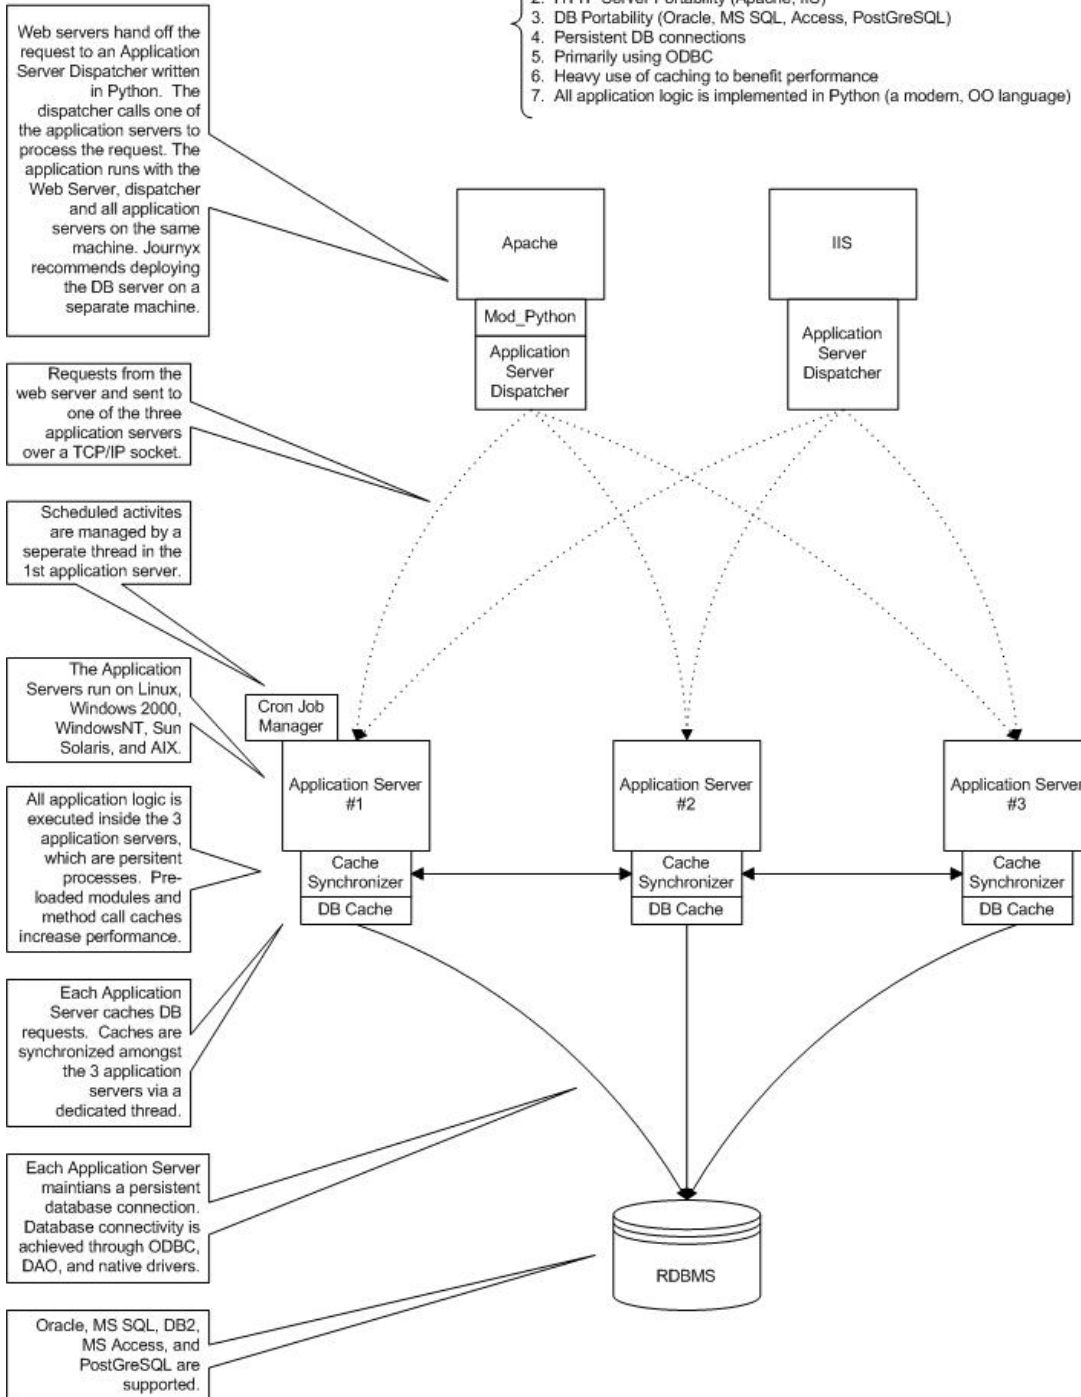 2. HTTP Server Portability (Apache, IIS)
3. DB Portability (Oracle, MS SQL, Access, PostGreSQL)
4. Persistent DB connections
5. Primarily using ODBC
6. Heavy use of caching to benefit performance
7. All application logic is implemented in Python (a modern, OO language)
Web servers hand off the
request to an Application
Server Dispatcher written
in Python. The
dispatcher calls one of
the application servers to
process the request. The
application runs with the
Web Server, dispatcher
and all application
servers on the same
machine. Journyx
recommends deploying
the DB server on a
separate machine.
Apache
Mod_Python
Application
Server
Dispatcher
IIS
Application
Server
Dispatcher
Requests from the
web server and sent to
one of the three
application servers
over a TCP/IP socket.
Scheduled activites
are managed by a
seperate thread in the
1st application server.
The Application
Servers run on Linux,
Windows 2000,
WindowsNT, Sun
Solaris, and AIX.
Cron Job
Manager
Application Server
#1
Cache
Synchronizer
DB Cache
Application Server
#2
Cache
Synchronizer
DB Cache
Application Server
#3
Cache
Synchronizer
DB Cache
All application logic is
executed inside the 3
application servers,
which are persitent
processes. Pre-
loaded modules and
method call caches
increase performance.
Each Application
Server caches DB
requests. Caches are
synchronized amongst
the 3 application
servers via a
dedicated thread.
Each Application Server
maintians a persistent
database connection.
Database connectivity is
achieved through ODBC,
DAO, and native drivers.
RDBMS
Oracle, MS SQL, DB2,
MS Access, and
PostGreSQL are
supported.